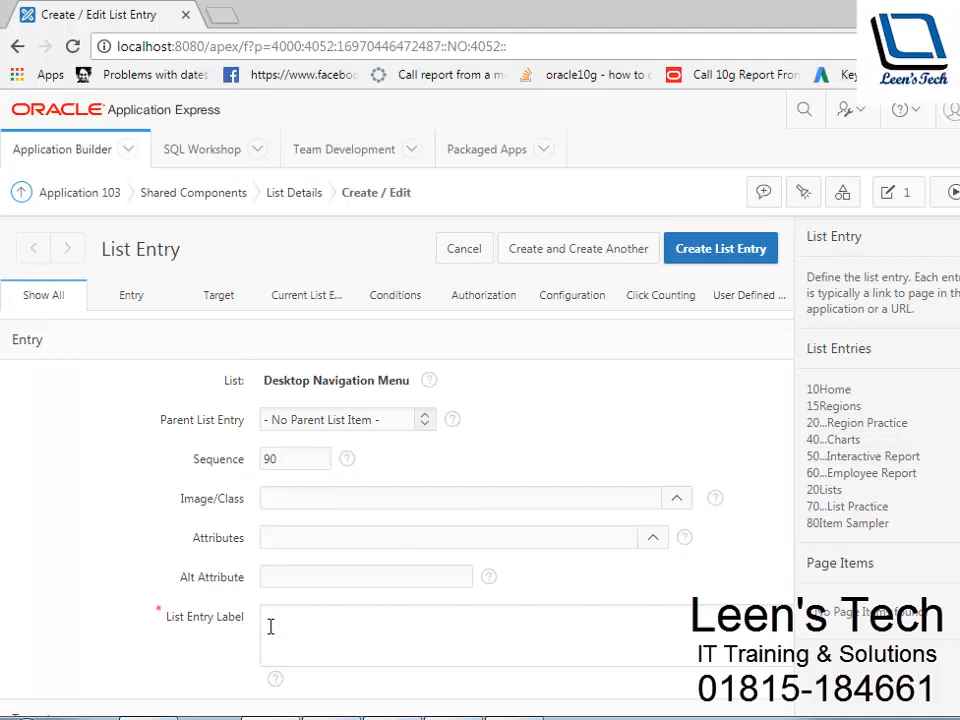 Create / Edit List Entry
localhost:8080/apex/f?p=4000:4052:16970446472487::NO:4052::
Apps Problems with dates https://www.faceboo Call report from a m oracle10g - how to c Call 10g Report Fro Key
Leen's Tech
ORACLE Application Express
Application Builder SQL Workshop Team Development Packaged Apps
Application 103 Shared Components List Details Create / Edit 1
List Entry Cancel Create and Create Another Create List Entry
Show All Entry Target Current List E... Conditions Authorization Configuration Click Counting User Defined ...
Entry
List: Desktop Navigation Menu
Parent List Entry - No Parent List Item -
Sequence 90
Image/Class
Attributes
Alt Attribute
* List Entry Label
List Entry
Define the list entry. Each entr
is typically a link to page in th
application or a URL.
List Entries
10Home
15Regions
20...Region Practice
40...Charts
50...Interactive Report
60...Employee Report
20Lists
70...List Practice
80Item Sampler
Page Items
No Page Items foun
Leen's Tech
IT Training & Solutions
01815-184661